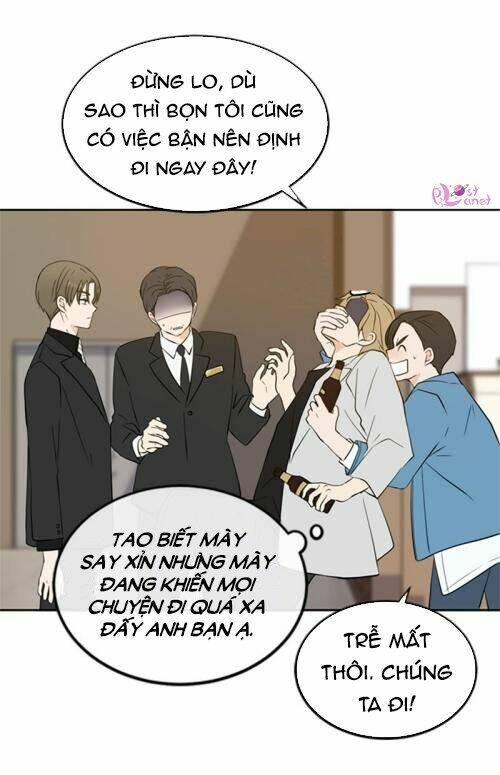 ĐỪNG LO, DÙ
SAO THÌ BỌN TÔI CŨNG
CÓ VIỆC BẬN NÊN ĐỊNH
ĐI NGAY ĐÂY!
Lost
Planet
TAO BIẾT MÀY
SAY XỈN NHƯNG MÀY
ĐANG KHIẾN MỌI
CHUYỆN ĐI QUÁ XA
ĐẤY ANH BẠN Ạ.
TRỄ MẤT
THÔI. CHÚNG
TA ĐI!